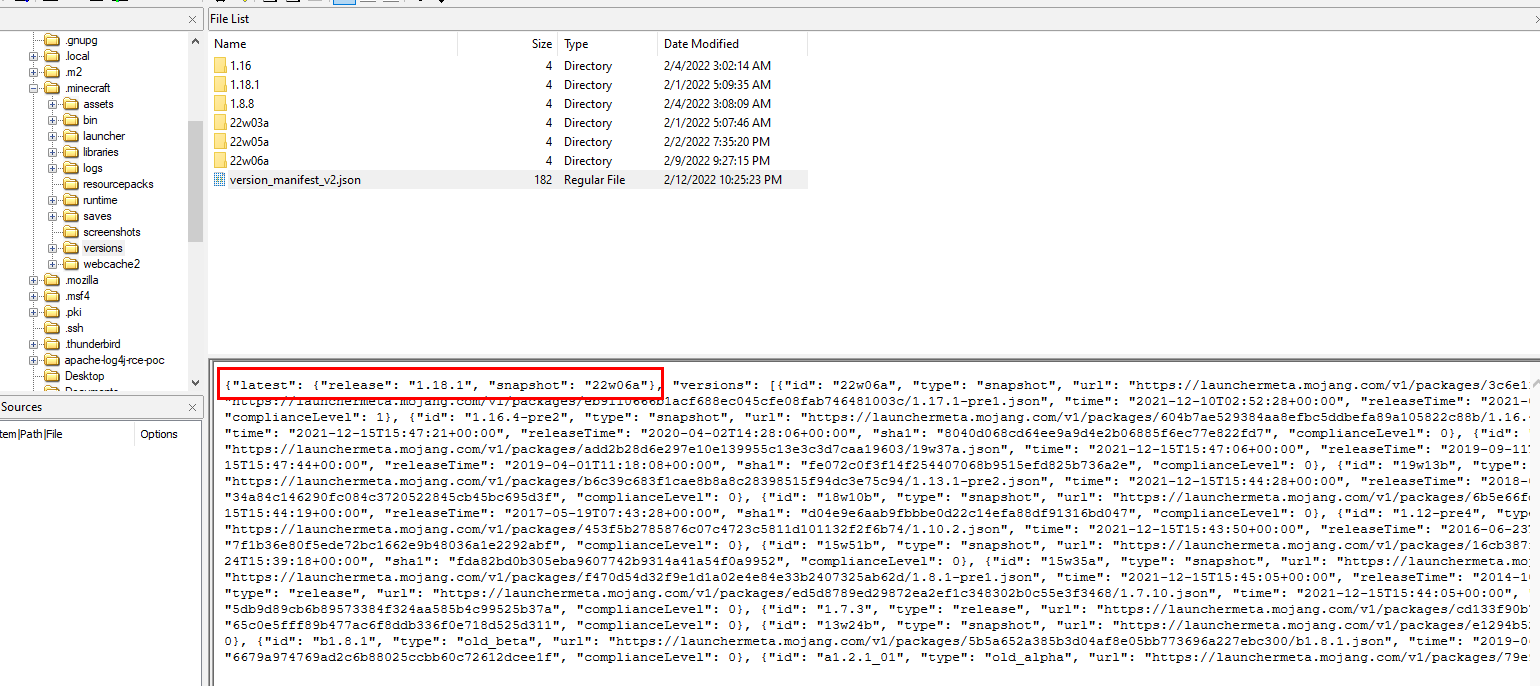 File List
Name Size Type Date Modified
.gnupg
.local
.m2
.minecraft
assets
bin
launcher
libraries
logs
resourcepacks
runtime
saves
screenshots
versions
webcache2
.mozilla
.msf4
.pki
.ssh
.thunderbird
apache-log4j-rce-poc
Desktop
1.16 4 Directory 2/4/2022 3:02:14 AM
1.18.1 4 Directory 2/1/2022 5:09:35 AM
1.8.8 4 Directory 2/4/2022 3:08:09 AM
22w03a 4 Directory 2/1/2022 5:07:46 AM
22w05a 4 Directory 2/2/2022 7:35:20 PM
22w06a 4 Directory 2/9/2022 9:27:15 PM
version_manifest_v2.json 182 Regular File 2/12/2022 10:25:23 PM
Sources
tem|Path|File Options
{"latest": {"release": "1.18.1", "snapshot": "22w06a"}, "versions": [{"id": "22w06a", "type": "snapshot", "url": "https://launchermeta.mojang.com/v1/packages/3c6e1
"https://launchermeta.mojang.com/v1/packages/eb9110666b1acf688ec045cfe08fab746481003c/1.17.1-pre1.json", "time": "2021-12-10T02:52:28+00:00", "releaseTime": "2021-
"complianceLevel": 1}, {"id": "1.16.4-pre2", "type": "snapshot", "url": "https://launchermeta.mojang.com/v1/packages/604b7ae529384aa8efbc5ddbefa89a105822c88b/1.16.
"time": "2021-12-15T15:47:21+00:00", "releaseTime": "2020-04-02T14:28:06+00:00", "sha1": "8040d068cd64ee9a9d4e2b06885f6ec77e822fd7", "complianceLevel": 0}, {"id":
"https://launchermeta.mojang.com/v1/packages/add2b28d6e297e10e139955c13e3c3d7caa19603/19w37a.json", "time": "2021-12-15T15:47:06+00:00", "releaseTime": "2019-09-11
15T15:47:44+00:00", "releaseTime": "2019-04-01T11:18:08+00:00", "sha1": "fe072c0f3f14f254407068b9515efd825b736a2e", "complianceLevel": 0}, {"id": "19w13b", "type":
"https://launchermeta.mojang.com/v1/packages/b6c39c683f1cae8b8a8c28398515f94dc3e75c94/1.13.1-pre2.json", "time": "2021-12-15T15:44:28+00:00", "releaseTime": "2018-
"34a84c146290fc084c3720522845cb45bc695d3f", "complianceLevel": 0}, {"id": "18w10b", "type": "snapshot", "url": "https://launchermeta.mojang.com/v1/packages/6b5e66f
15T15:44:19+00:00", "releaseTime": "2017-05-19T07:43:28+00:00", "sha1": "d04e9e6aab9fbbbe0d22c14efa88df91316bd047", "complianceLevel": 0}, {"id": "1.12-pre4", "typ
"https://launchermeta.mojang.com/v1/packages/453f5b2785876c07c4723c5811d101132f2f6b74/1.10.2.json", "time": "2021-12-15T15:43:50+00:00", "releaseTime": "2016-06-23
"7f1b36e80f5ede72bc1662e9b48036a1e2292abf", "complianceLevel": 0}, {"id": "15w51b", "type": "snapshot", "url": "https://launchermeta.mojang.com/v1/packages/16cb387
24T15:39:18+00:00", "sha1": "fda82bd0b305eba9607742b9314a41a54f0a9952", "complianceLevel": 0}, {"id": "15w35a", "type": "snapshot", "url": "https://launchermeta.mo
"https://launchermeta.mojang.com/v1/packages/f470d54d32f9e1d1a02e4e84e33b2407325ab62d/1.8.1-pre1.json", "time": "2021-12-15T15:45:05+00:00", "releaseTime": "2014-10
"type": "release", "url": "https://launchermeta.mojang.com/v1/packages/ed5d8789ed29872ea2ef1c348302b0c55e3f3468/1.7.10.json", "time": "2021-12-15T15:44:05+00:00",
"5db9d89cb6b89573384f324aa585b4c99525b37a", "complianceLevel": 0}, {"id": "1.7.3", "type": "release", "url": "https://launchermeta.mojang.com/v1/packages/cd133f90b
"65c0e5fff89b477ac6f8ddb336f0e718d525d311", "complianceLevel": 0}, {"id": "13w24b", "type": "snapshot", "url": "https://launchermeta.mojang.com/v1/packages/e1294b5
0}, {"id": "b1.8.1", "type": "old_beta", "url": "https://launchermeta.mojang.com/v1/packages/5b5a652a385b3d04af8e05bb773696a227ebc300/b1.8.1.json", "time": "2019-0
"6679a974769ad2c6b88025ccbb60c72612dcee1f", "complianceLevel": 0}, {"id": "a1.2.1_01", "type": "old_alpha", "url": "https://launchermeta.mojang.com/v1/packages/79e